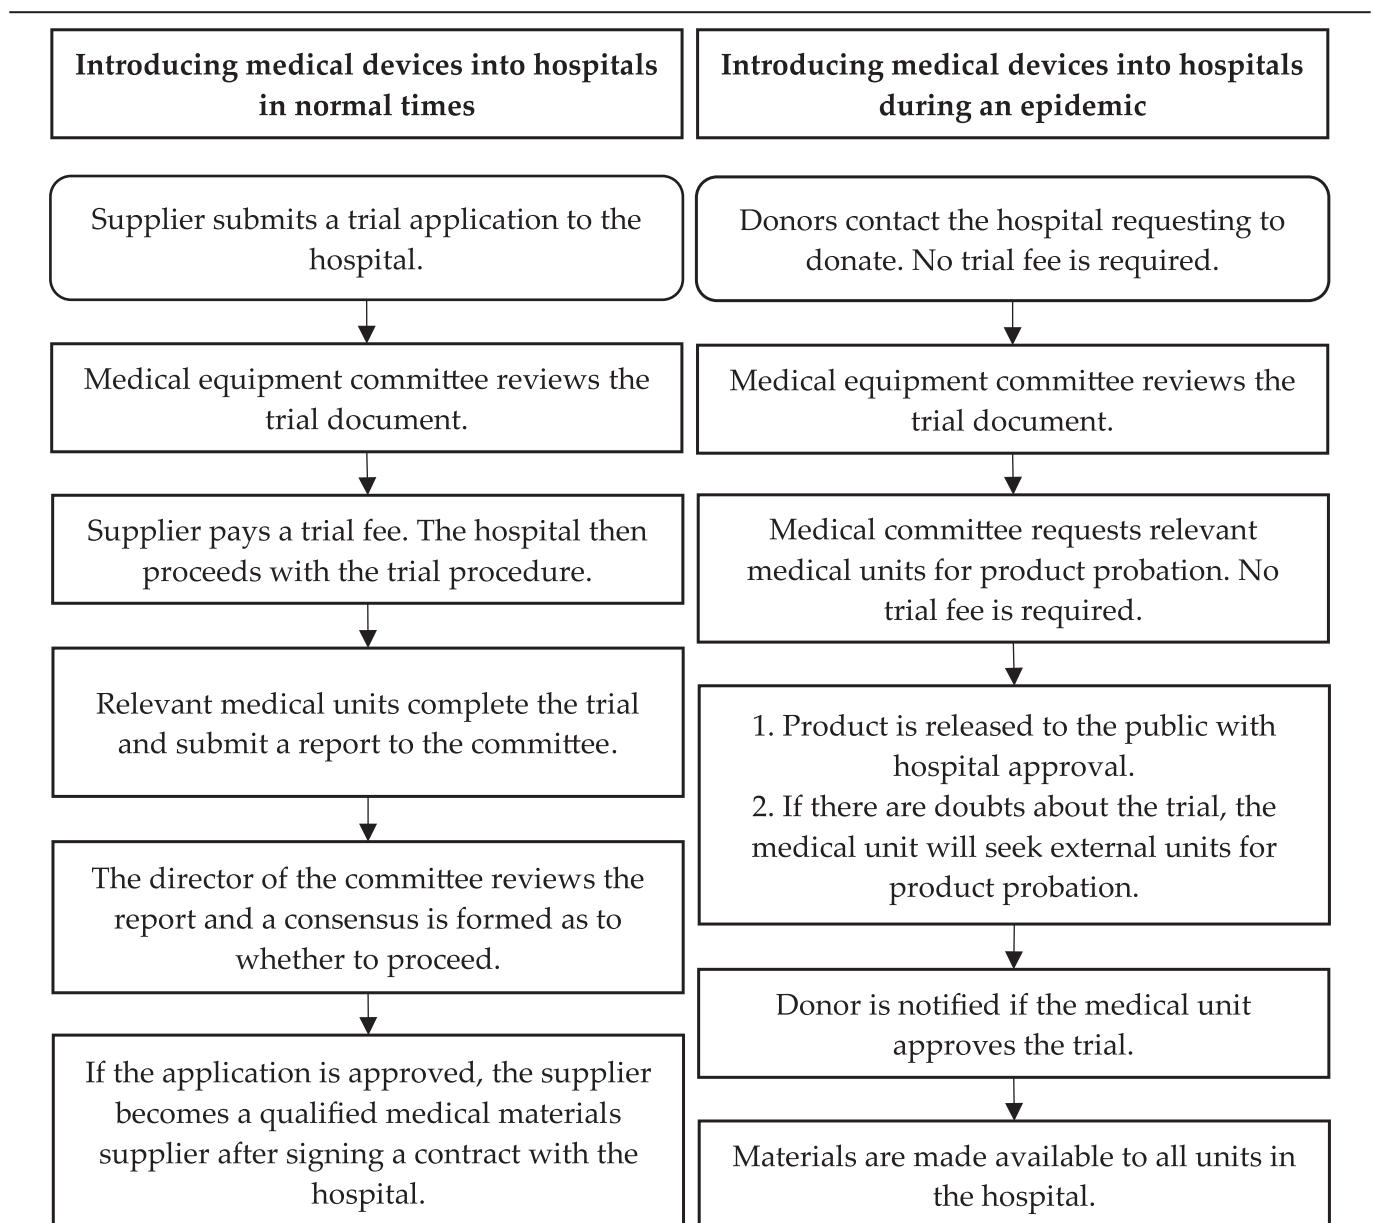 Introducing medical devices into hospitals
in normal times
Supplier submits a trial application to the
hospital.
Medical equipment committee reviews the
trial document.
Supplier pays a trial fee. The hospital then
proceeds with the trial procedure.
Relevant medical units complete the trial
and submit a report to the committee.
The director of the committee reviews the
report and a consensus is formed as to
whether to proceed.
If the application is approved, the supplier
becomes a qualified medical materials
supplier after signing a contract with the
hospital.
Introducing medical devices into hospitals
during an epidemic
Donors contact the hospital requesting to
donate. No trial fee is required.
Medical equipment committee reviews the
trial document.
Medical committee requests relevant
medical units for product probation. No
trial fee is required.
1. Product is released to the public with
hospital approval.
2. If there are doubts about the trial, the
medical unit will seek external units for
product probation.
Donor is notified if the medical unit
approves the trial.
Materials are made available to all units in
the hospital.